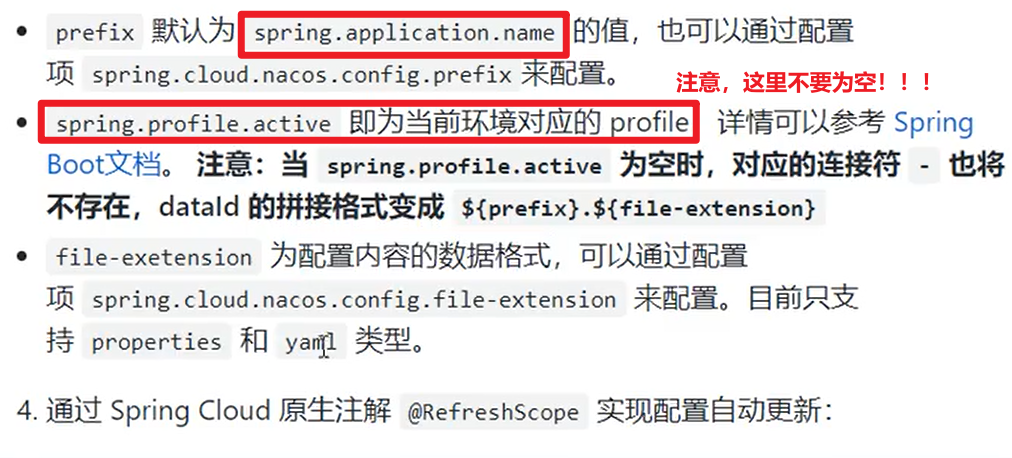 • prefix 默认为 spring.application.name 的值，也可以通过配置
项 spring.cloud.nacos.config.prefix来配置。
注意，这里不要为空！！！
• spring.profile.active 即为当前环境对应的 profile 详情可以参考 Spring
Boot文档。 注意：当 spring.profile.active 为空时，对应的连接符 - 也将
不存在，dataId 的拼接格式变成 ${prefix}.${file-extension}
• file-exetension 为配置内容的数据格式，可以通过配置
项 spring.cloud.nacos.config.file-extension 来配置。目前只支
持 properties 和 yaml 类型。
4. 通过 Spring Cloud 原生注解 @RefreshScope 实现配置自动更新：